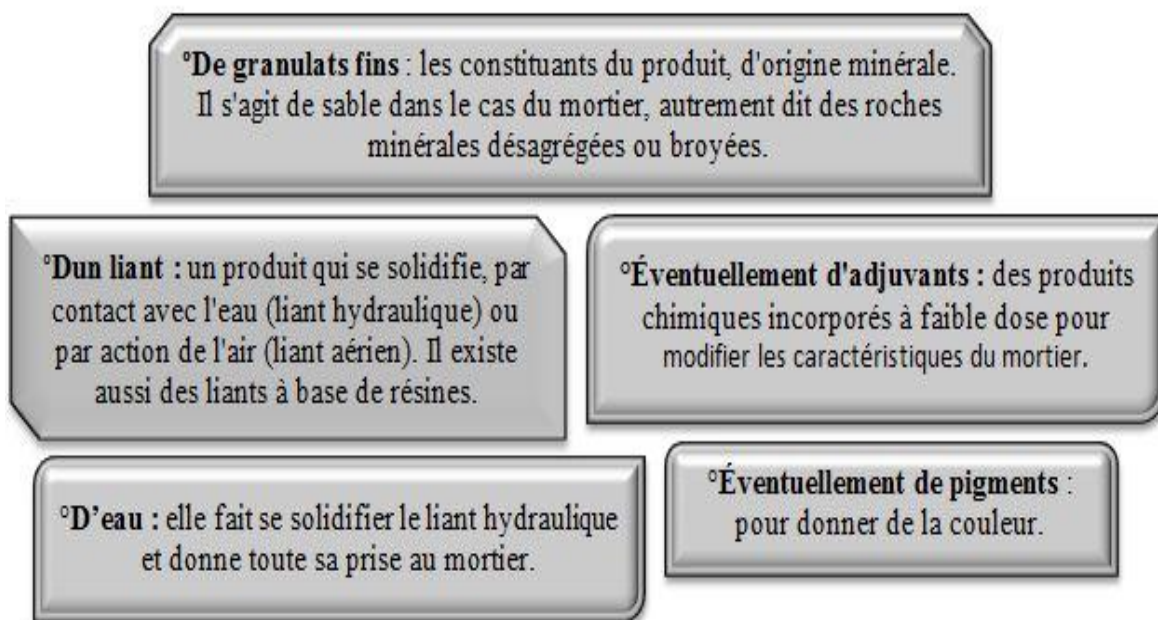 °De granulats fins : les constituants du produit, d'origine minérale.
Il s'agit de sable dans le cas du mortier, autrement dit des roches
minérales désagrégées ou broyées.
°Dun liant : un produit qui se solidifie, par
contact avec l'eau (liant hydraulique) ou
par action de l'air (liant aérien). Il existe
aussi des liants à base de résines.
°Éventuellement d'adjuvants : des produits
chimiques incorporés à faible dose pour
modifier les caractéristiques du mortier.
°D’eau : elle fait se solidifier le liant hydraulique
et donne toute sa prise au mortier.
°Éventuellement de pigments :
pour donner de la couleur.